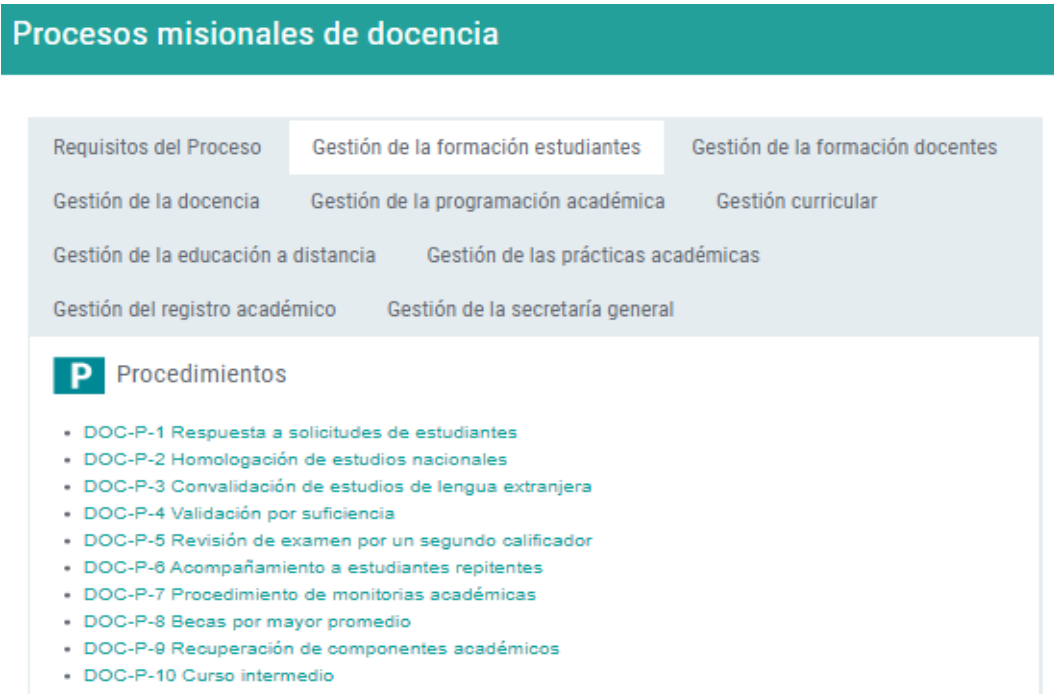 Procesos misionales de docencia
Requisitos del Proceso Gestión de la formación estudiantes Gestión de la formación docentes
Gestión de la docencia Gestión de la programación académica Gestión curricular
Gestión de la educación a distancia Gestión de las prácticas académicas
Gestión del registro académico Gestión de la secretaría general
P Procedimientos
• DOC-P-1 Respuesta a solicitudes de estudiantes
• DOC-P-2 Homologación de estudios nacionales
• DOC-P-3 Convalidación de estudios de lengua extranjera
• DOC-P-4 Validación por suficiencia
• DOC-P-5 Revisión de examen por un segundo calificador
• DOC-P-6 Acompañamiento a estudiantes repitentes
• DOC-P-7 Procedimiento de monitorias académicas
• DOC-P-8 Becas por mayor promedio
• DOC-P-9 Recuperación de componentes académicos
• DOC-P-10 Curso intermedio